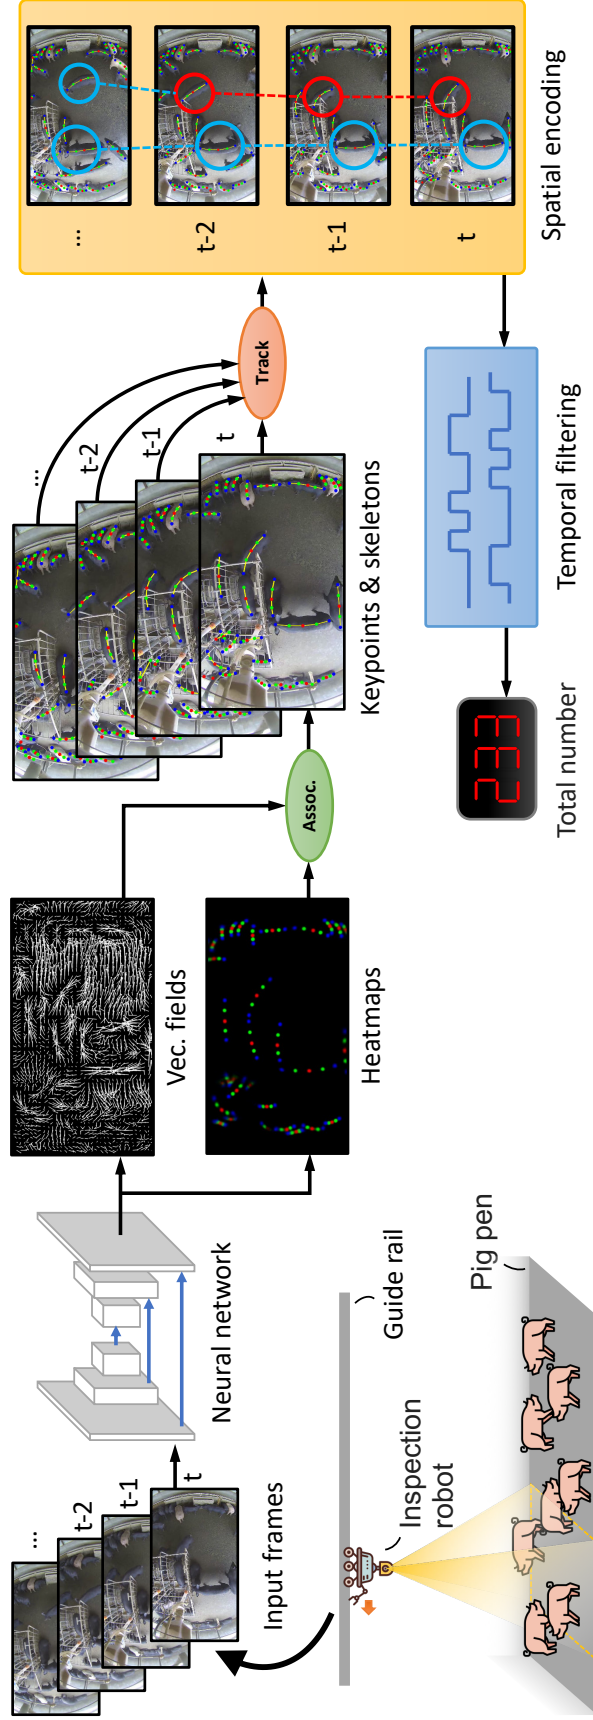 ...
t-2
t-1
t
Input frames
Neural network
Vec. fields
Heatmaps
Assoc.
...
t-2
t-1
t
Keypoints & skeletons
Track
...
t-2
t-1
t
Spatial encoding
Guide rail
Inspection
robot
Pig pen
Total number
233
Temporal filtering